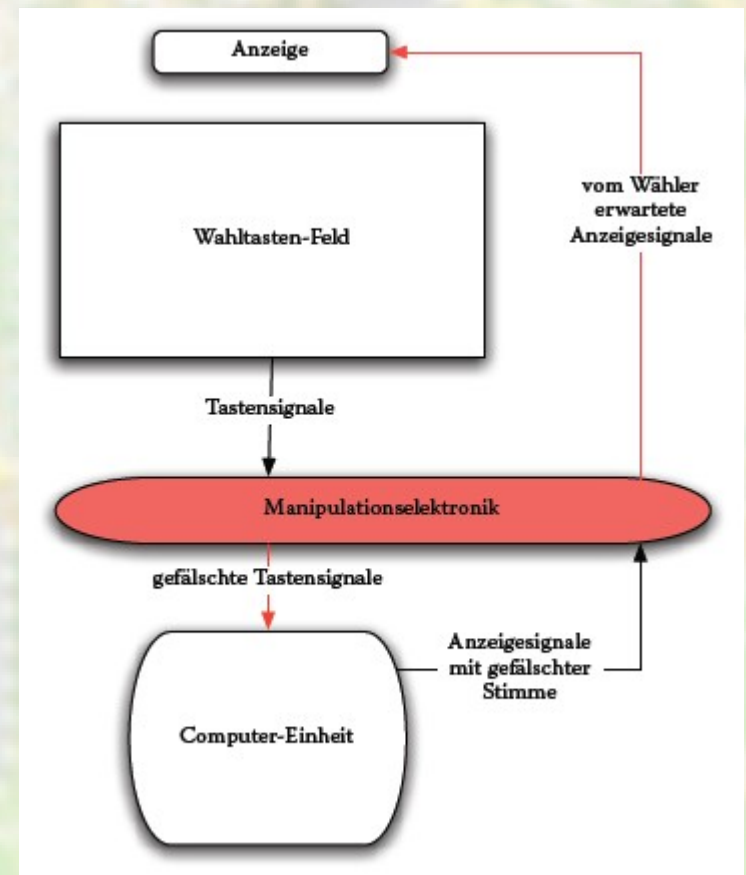 Anzeige
vom Wähler
erwartete
Anzeigesignale
Wahltasten-Feld
Tastensignale
Manipulationselektronik
gefälschte Tastensignale
Anzeigesignale
mit gefälschter
Stimme
Computer-Einheit